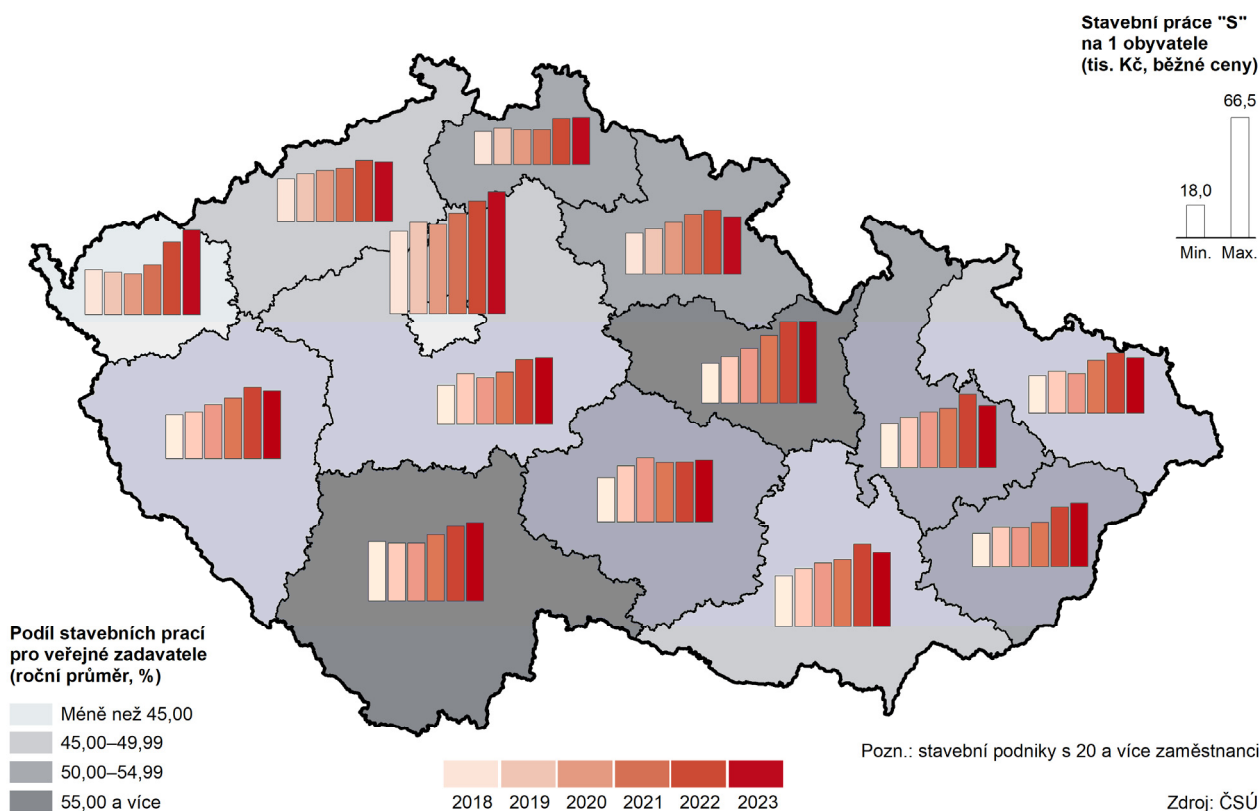 Stavební práce "S"
na 1 obyvatele
(tis. Kč, běžné ceny)
66,5
18,0
Min. Max.
Podíl stavebních prací
pro veřejné zadavatele
(roční průměr, %)
Méně než 45,00
45,00–49,99
50,00–54,99
55,00 a více
2018 2019 2020 2021 2022 2023
Pozn.: stavební podniky s 20 a více zaměstnanci
Zdroj: ČSÚ